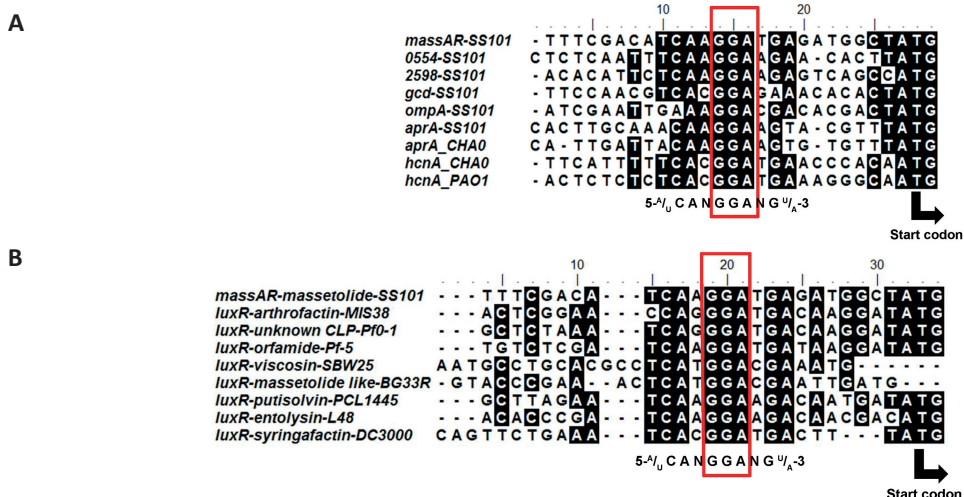 A
10 20
massAR-SS101 - T T T C G A C A T C A A G G A T G A G A T G G C T A T G
0554-SS101 C T C T C A A T T T C A A G G A A G A A - C A C T T A T G
2598-SS101 - A C A C A T T C T C A A G G A A G A G T C A G C C A T G
gcd-SS101 - T T C C A A C G T C A C G G A G A A A C A C A C T A T G
ompA-SS101 - A T C G A A T T G A A A G G A C G A C A C G A C G A T G
aprA-SS101 C A C T T G C A A A C A A G G A A G T A - C G T T T A T G
aprA_CHA0 C A - T T G A T T A C A A G G A A G T G - T G T T T A T G
hcnA_CHA0 - T T C A T T T T T C A C G G A T G A A C C C A C A A T G
hcnA_PAO1 - A C T C T C T C T C A C G G A T G A A A G G G C A A T G
5-A/U C A N G G A N G U/A-3
Start codon
B
10 20 30
massAR-massetolide-SS101 - - - T T T C G A C A - - - T C A A G G A T G A G A T G G C T A T G
luxR-arthrofactin-MIS38 - - - A C T C G G A A - - - C C A G G G A T G A C A A G G A T A T G
luxR-unknown CLP-Pf0-1 - - - G C T C T A A A - - - T C A G G G A T G A C A A G G A T A T G
luxR-orfamide-Pf-5 - - - T G T C T C G A - - - T C A A G G A T G A T A A G G A T A T G
luxR-viscosin-SBW25 A A T G C C T G C A C G C C T C A T G G A C G A A A T G - - - - - -
luxR-massetolide like-BG33R - G T A C C C G A A - - A C T C A T G G A C G A A T T G A T G - - -
luxR-putisolvin-PCL1445 - - - G C T T A G A A - - - T C A A G G A A G A C A A T G A T A T G
luxR-entolysin-L48 - - - A C A C C C G A - - - T C A A G G A A G A C A A C G A C A T G
luxR-syringafactin-DC3000 C A G T T C T G A A A - - - T C A C G G A T G A C T T - - - T A T G
5-A/U C A N G G A N G U/A-3
Start codon